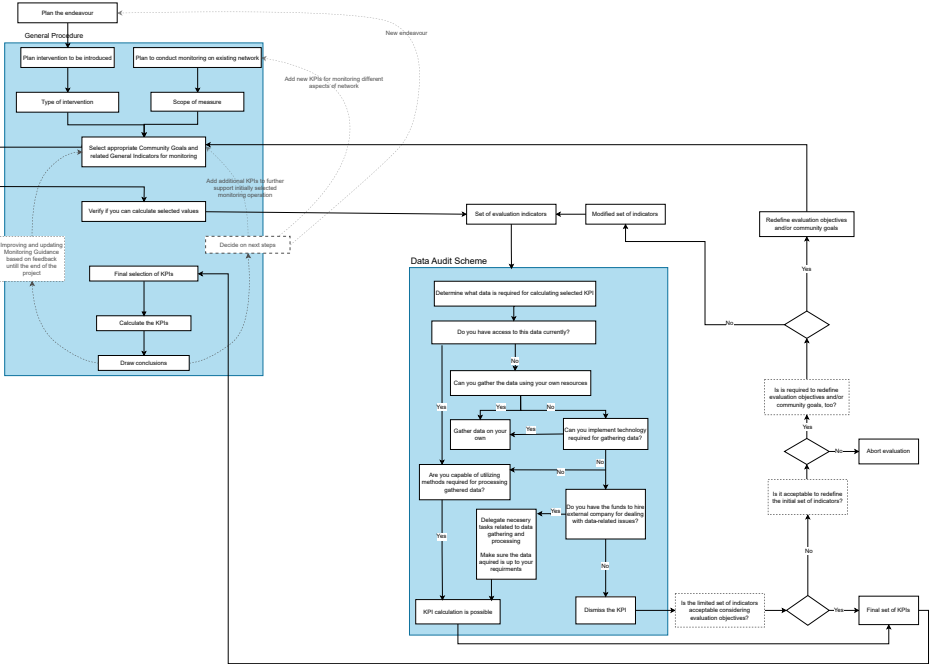 Plan the endeavour
New endeavour
General Procedure
Plan intervention to be introduced
Plan to conduct monitoring on existing network
Add new KPIs for monitoring different
aspects of network
Type of intervention
Scope of measure
Select appropriate Community Goals and
related General Indicators for monitoring
Add additional KPIs to further
support initially selected
monitoring operation
Verify if you can calculate selected values
Set of evaluation indicators
Modified set of indicators
Redefine evaluation objectives
and/or community goals
Improving and updating
Monitoring Guidance
based on feedback
untill the end of the
project
Decide on next steps
Final selection of KPIs
Calculate the KPIs
Draw conclusions
Data Audit Scheme
Determine what data is required for calculating selected KPI
Do you have access to this data currently?
No
Can you gather the data using your own resources
Yes
Yes
No
Gather data on your
own
Yes
Can you implement technology
required for gathering data?
No
No
Are you capable of utilizing
methods required for processing
gathered data?
Yes
Delegate necesery
tasks related to data
gathering and
processing
Make sure the data
aquired is up to your
requirments
Yes
Do you have the funds to hire
external company for dealing
with data-related issues?
No
KPI calculation is possible
Dismiss the KPI
Is the limited set of indicators
acceptable considering
evaluation objectives?
Yes
Final set of KPIs
No
Is it acceptable to redefine
the initial set of indicators?
No
Abort evaluation
Yes
Is is required to redefine
evaluation objectives and/or
community goals, too?
No
Yes